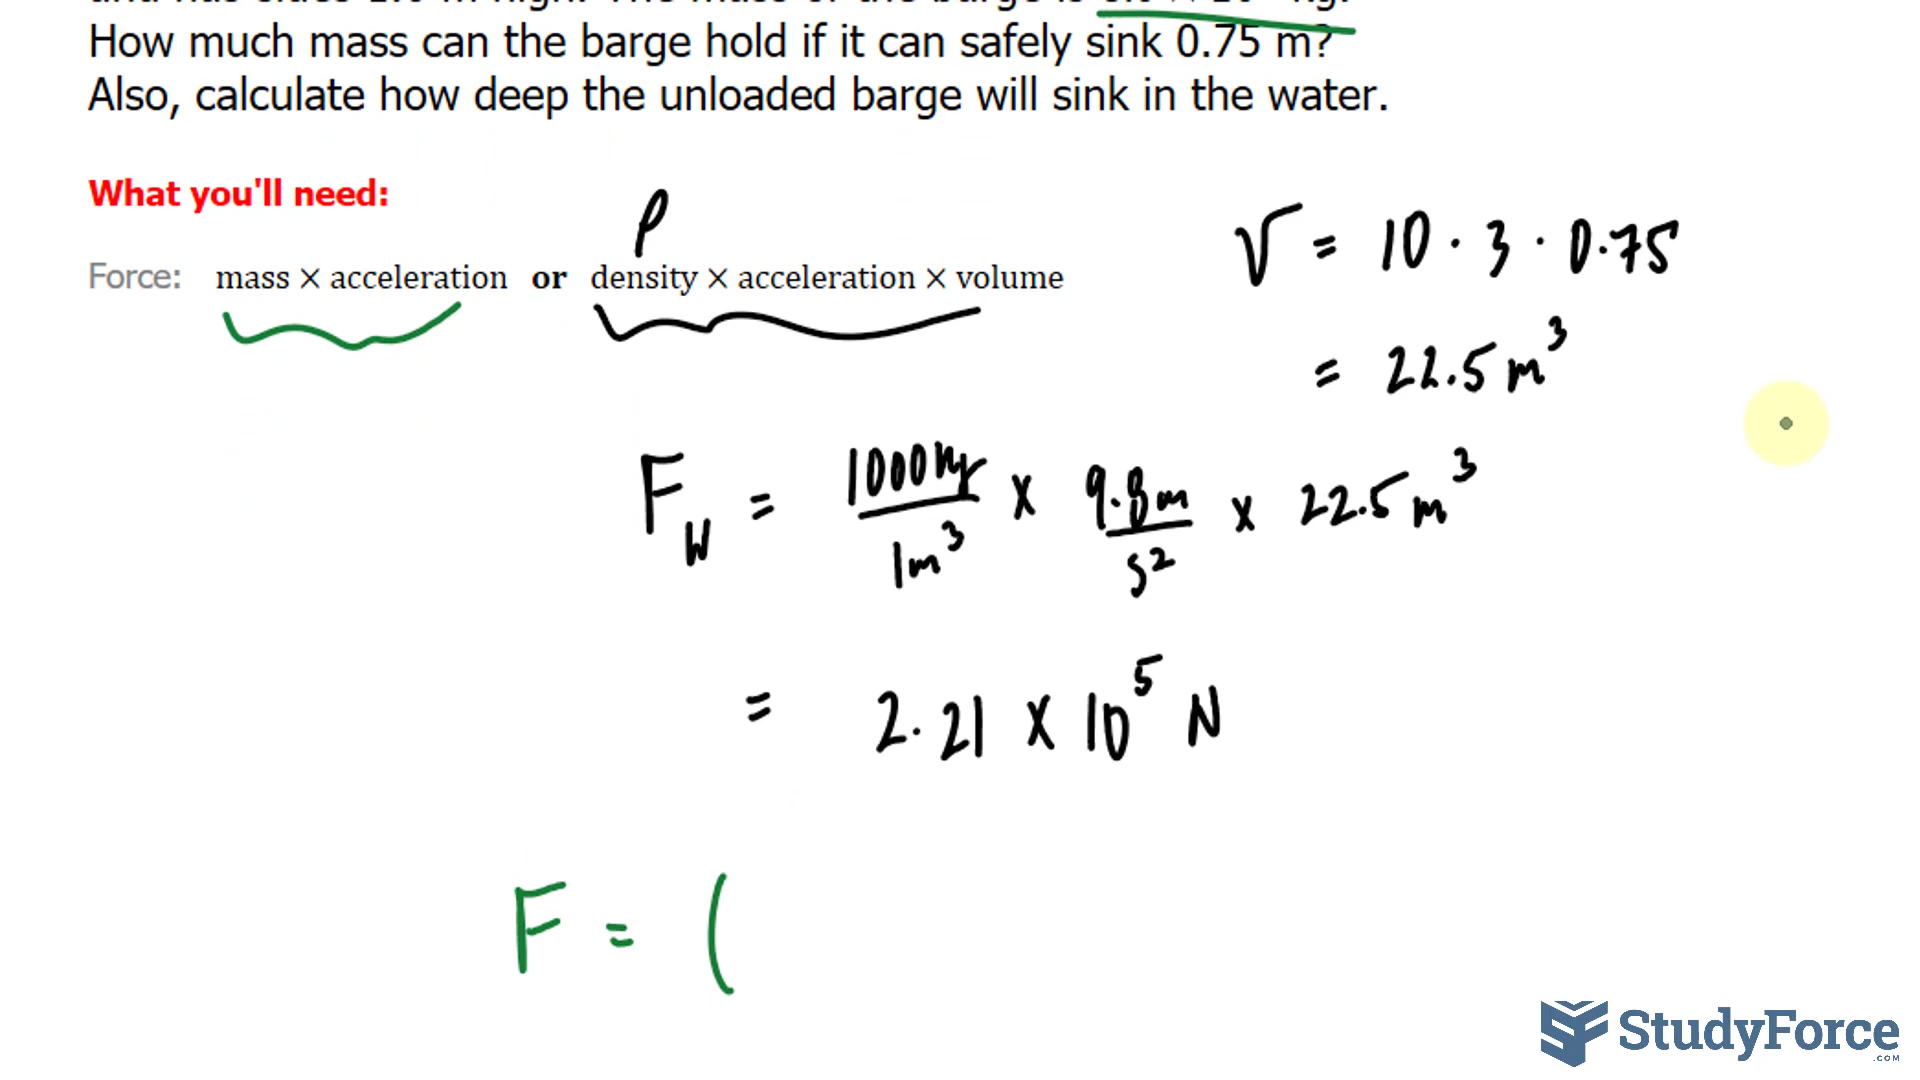 How much mass can the barge hold if it can safely sink 0.75 m?
Also, calculate how deep the unloaded barge will sink in the water.
What you'll need:
ρ
Force: mass × acceleration or density × acceleration × volume
V = 10 · 3 · 0.75
= 22.5 m³
F_W = 1000 kg / 1 m³ × 9.8 m / s² × 22.5 m³
= 2.21 × 10⁵ N
F = (
StudyForce
.COM